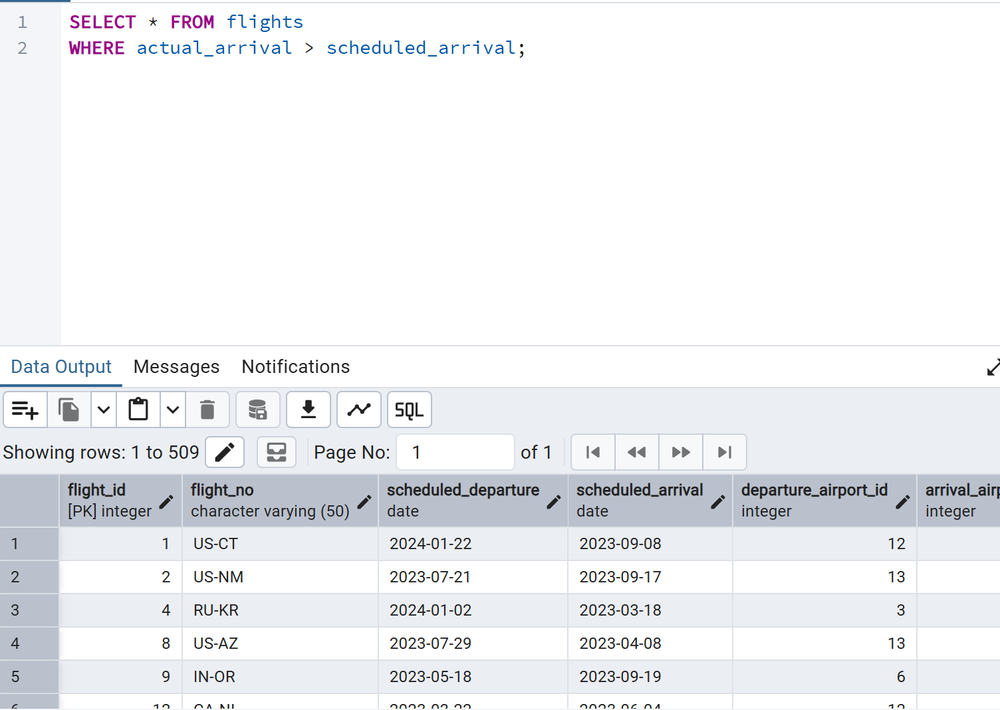 1 SELECT * FROM flights
2 WHERE actual_arrival > scheduled_arrival;
Data Output Messages Notifications
SQL
Showing rows: 1 to 509 Page No: 1 of 1
flight_id flight_no scheduled_departure scheduled_arrival departure_airport_id arrival_airp
[PK] integer character varying (50) date date integer integer
1 1 US-CT 2024-01-22 2023-09-08 12
2 2 US-NM 2023-07-21 2023-09-17 13
3 4 RU-KR 2024-01-02 2023-03-18 3
4 8 US-AZ 2023-07-29 2023-04-08 13
5 9 IN-OR 2023-05-18 2023-09-19 6